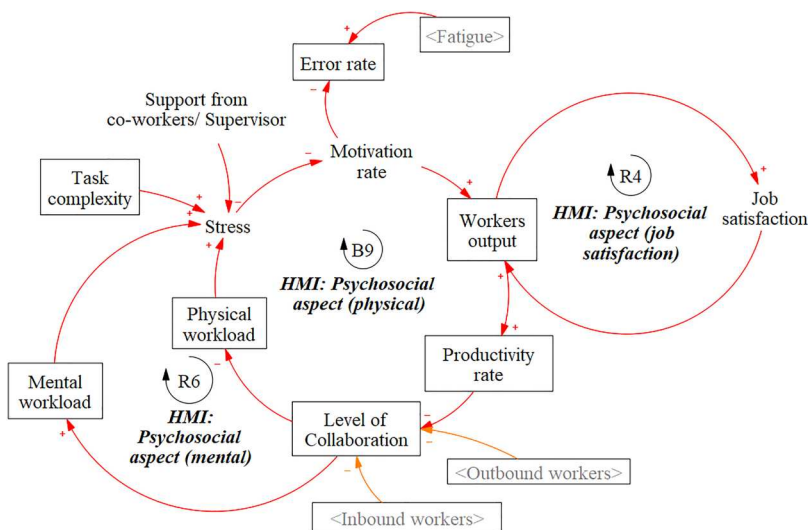 <Fatigue>
Error rate
Support from
co-workers/ Supervisor
Motivation
rate
Task
complexity
Stress
Workers
output
R4
HMI: Psychosocial
aspect (job
satisfaction)
Job
satisfaction
B9
HMI: Psychosocial
aspect (physical)
Physical
workload
Productivity
rate
Mental
workload
R6
HMI:
Psychosocial
aspect (mental)
Level of
Collaboration
<Outbound workers>
<Inbound workers>
+
−
−
−
+
+
+
+
+
+
+
−
+
−
−
−